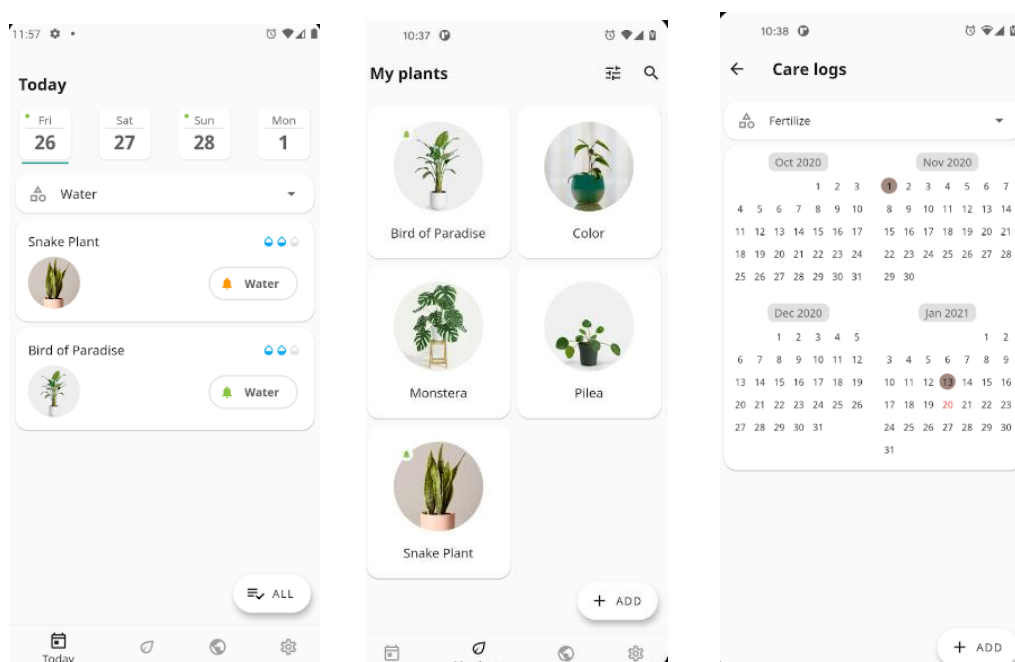 11:57
Today
Fri Sat Sun Mon
26 27 28 1
Water
Snake Plant
Water
Bird of Paradise
Water
ALL
Today
10:37
My plants
Bird of Paradise Color
Monstera Pilea
Snake Plant
ADD
10:38
Care logs
Fertilize
Oct 2020
1 2 3
4 5 6 7 8 9 10
11 12 13 14 15 16 17
18 19 20 21 22 23 24
25 26 27 28 29 30 31
Nov 2020
1 2 3 4 5 6 7
8 9 10 11 12 13 14
15 16 17 18 19 20 21
22 23 24 25 26 27 28
29 30
Dec 2020
1 2 3 4 5
6 7 8 9 10 11 12
13 14 15 16 17 18 19
20 21 22 23 24 25 26
27 28 29 30 31
Jan 2021
1 2
3 4 5 6 7 8 9
10 11 12 13 14 15 16
17 18 19 20 21 22 23
24 25 26 27 28 29 30
31
ADD